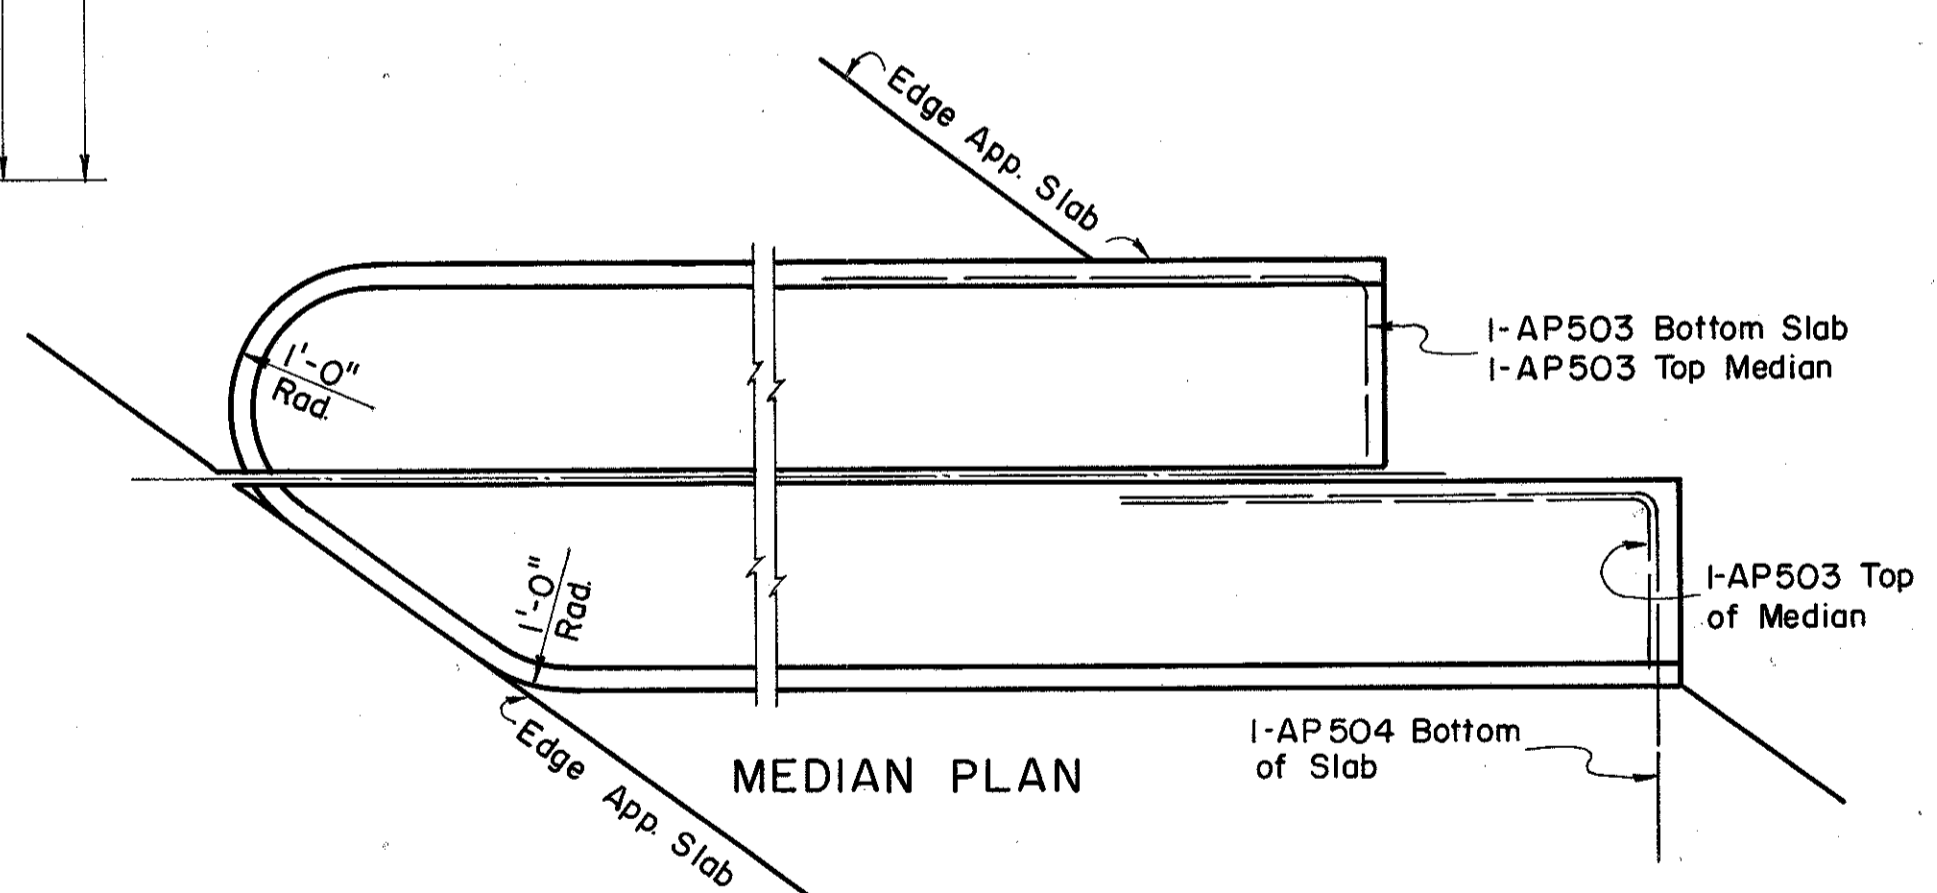 Edge App. Slab
1'-0"
Rad.
1-AP503 Bottom Slab
1-AP503 Top Median
1'-0"
Rad.
1-AP503 Top
of Median
1-AP504 Bottom
of Slab
Edge App. Slab
MEDIAN PLAN